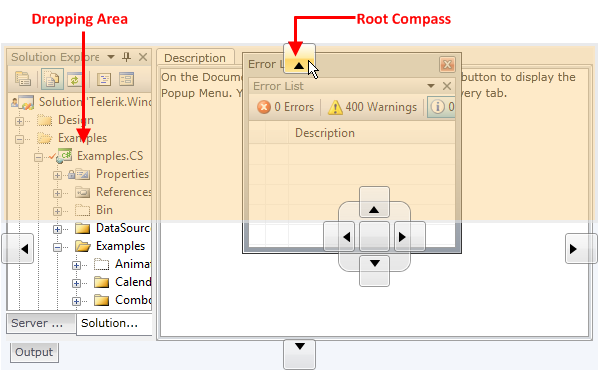 Dropping Area
Root Compass
Solution Explore
Description
Error L
On the Docume
button to display the
Popup Menu. Y
very tab.
Error List
0 Errors
400 Warnings
0
Description
Solution 'Telerik.Wind
Design
Examples
Examples.CS
Properties
References
Bin
DataSource
Examples
Animat
Calend
Combo
Server ...
Solution...
Output